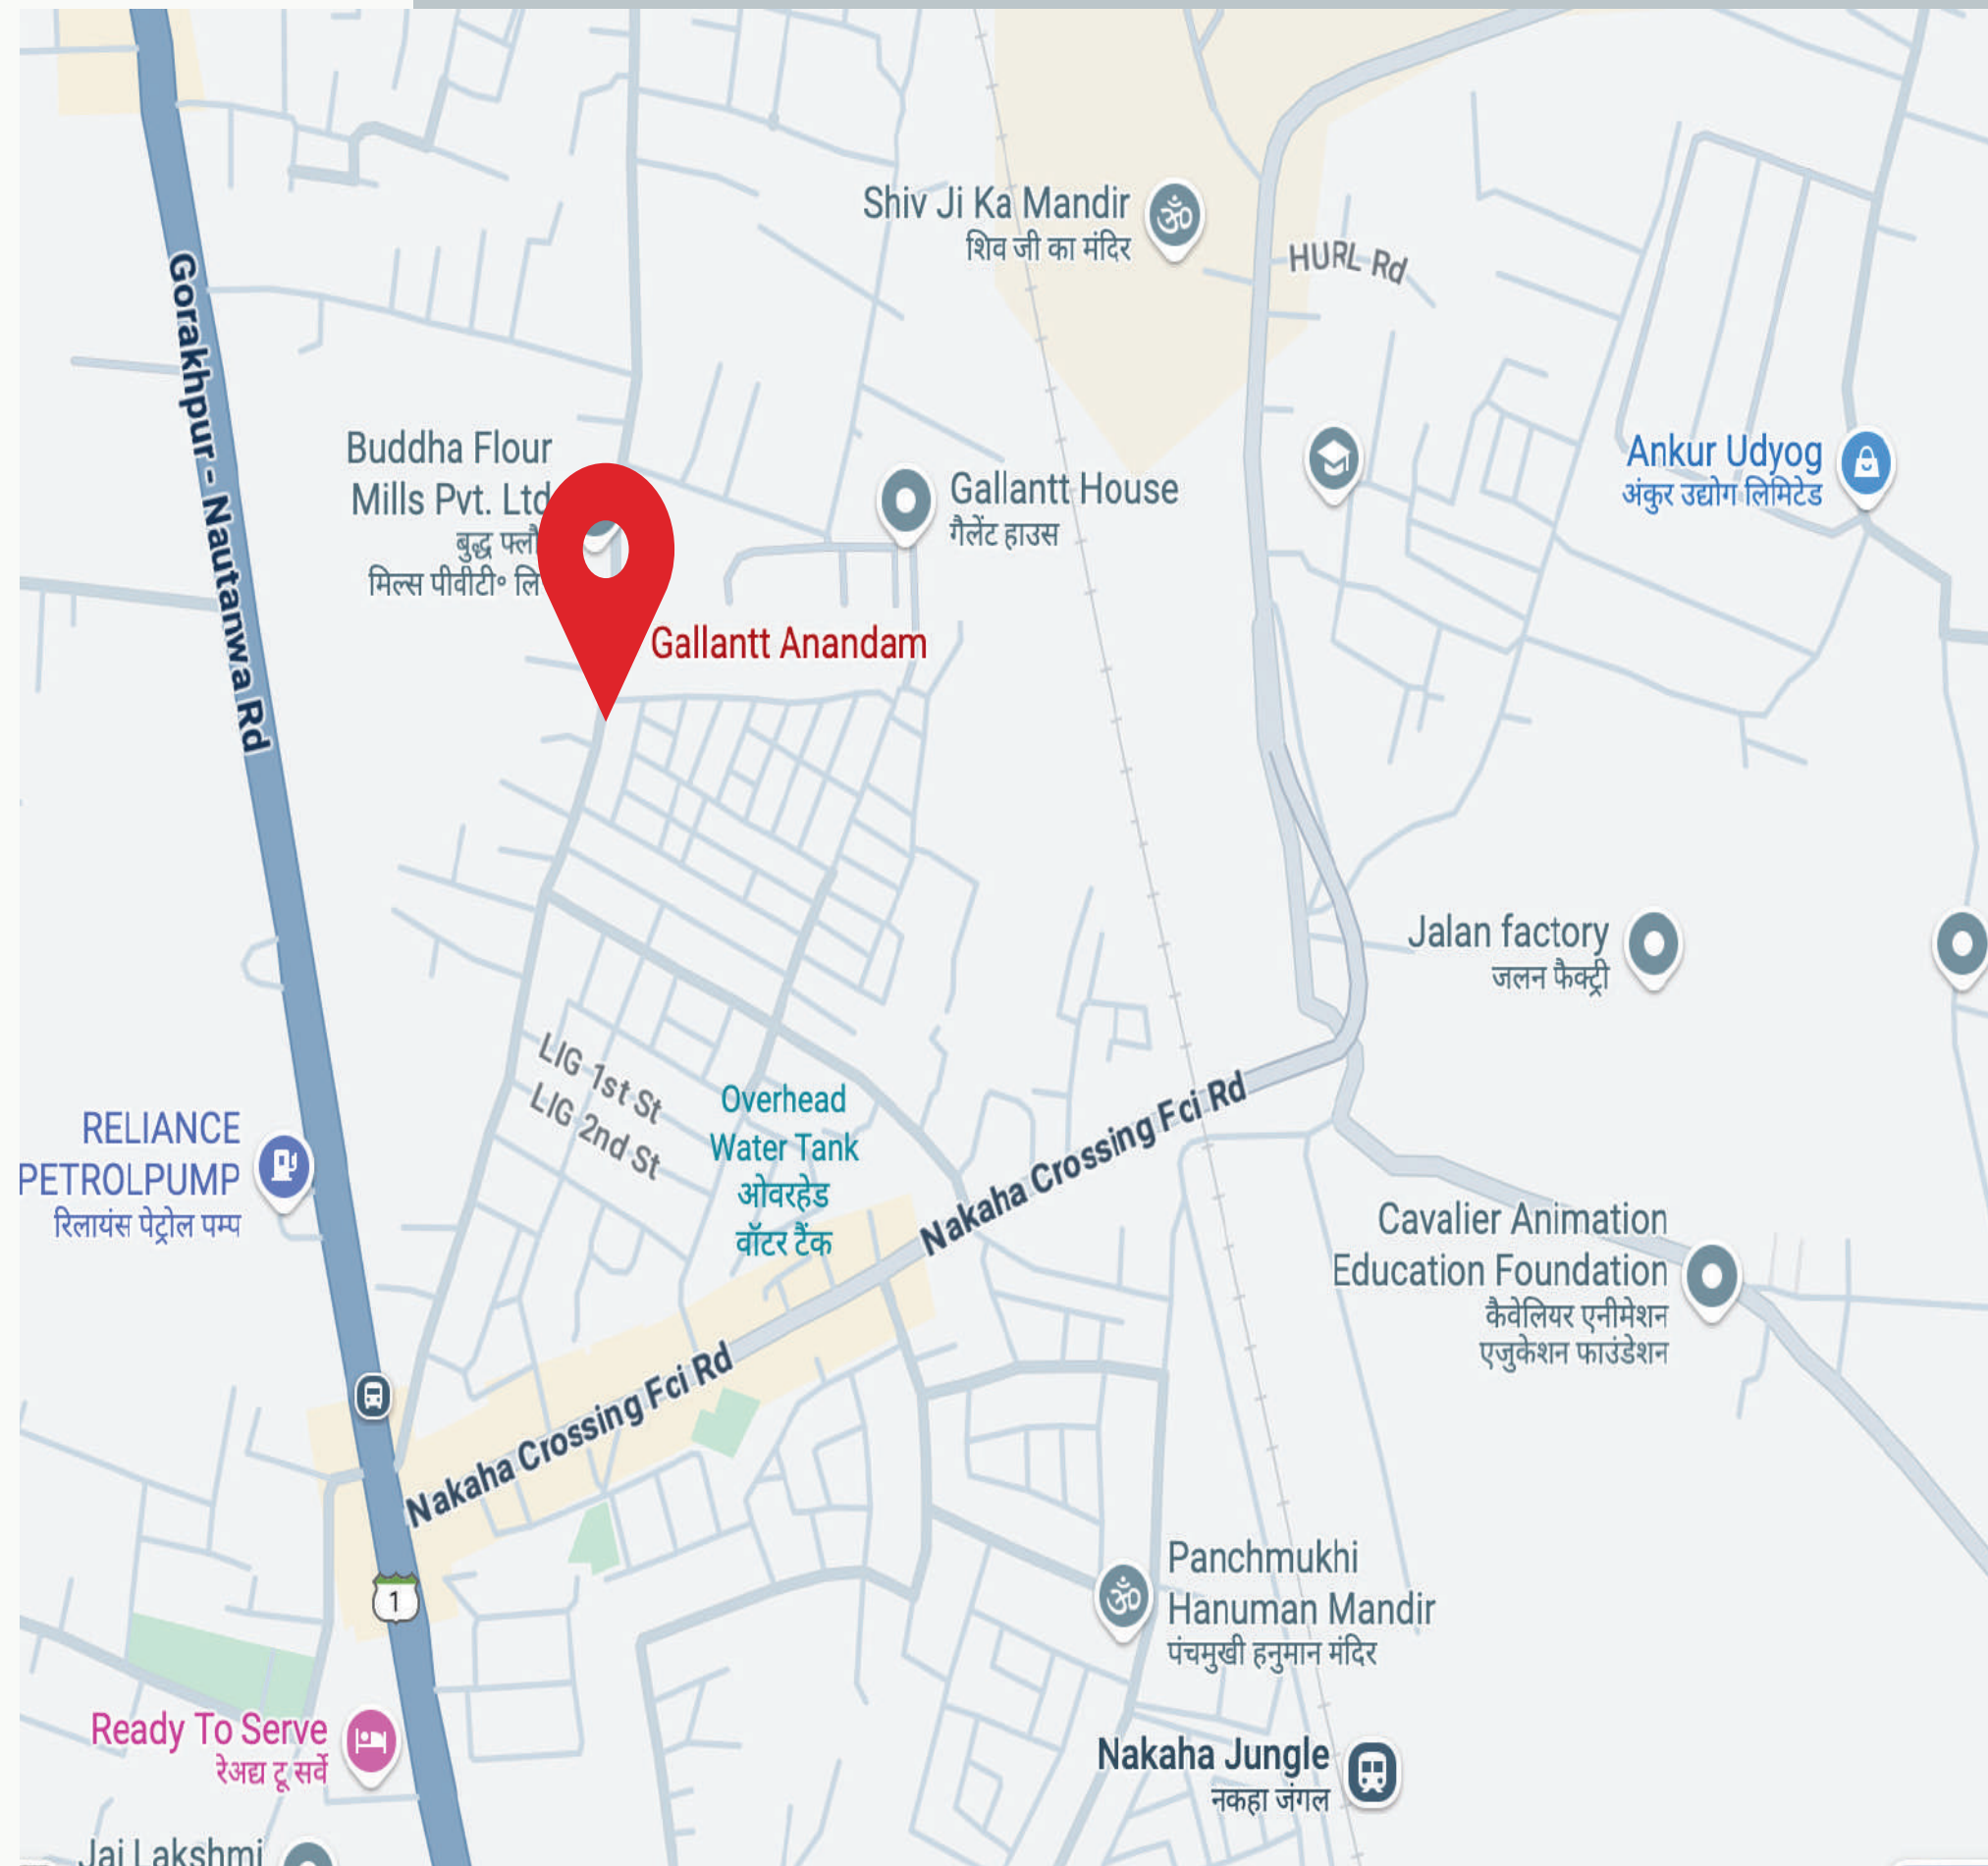 Shiv Ji Ka Mandir
शिव जी का मंदिर
HURL Rd
Gorakhpur - Nautanwa Rd
Buddha Flour
Mills Pvt. Ltd
बुद्ध
मिल्स पीवीटी॰
Gallantt House
गैलेंट हाउस
Ankur Udyog
अंकुर उद्योग लिमिटेड
Gallantt Anandam
Jalan factory
जलन फैक्ट्री
LIG 1st St
LIG 2nd St
Overhead
Water Tank
ओवरहेड
वॉटर टैंक
Nakaha Crossing Fci Rd
RELIANCE
PETROLPUMP
रिलायंस पेट्रोल पम्प
Cavalier Animation
Education Foundation
कैवेलियर एनीमेशन
एजुकेशन फाउंडेशन
Nakaha Crossing Fci Rd
1
Panchmukhi
Hanuman Mandir
पंचमुखी हनुमान मंदिर
Ready To Serve
रेअद्य टू सर्वे
Nakaha Jungle
नकहा जंगल
Jai Lakshmi